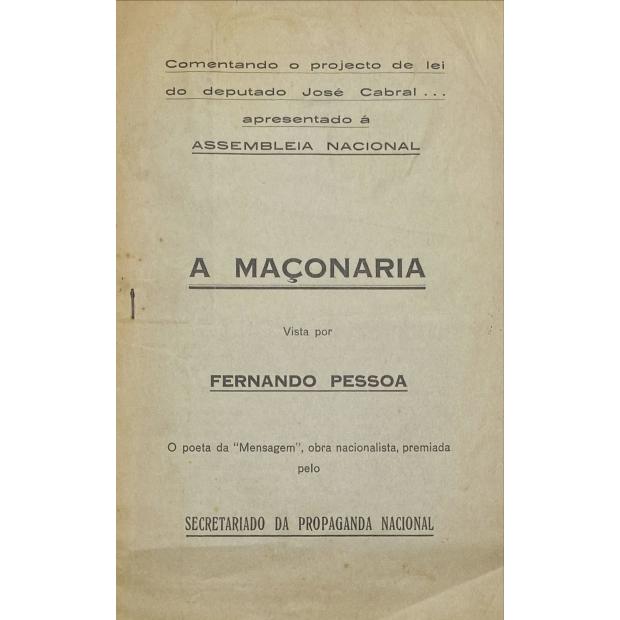 Comentando o projecto de lei
do deputado José Cabral...
apresentado á
ASSEMBLEIA NACIONAL
A MAÇONARIA
Vista por
FERNANDO PESSOA
O poeta da "Mensagem", obra nacionalista, premiada
pelo
SECRETARIADO DA PROPAGANDA NACIONAL